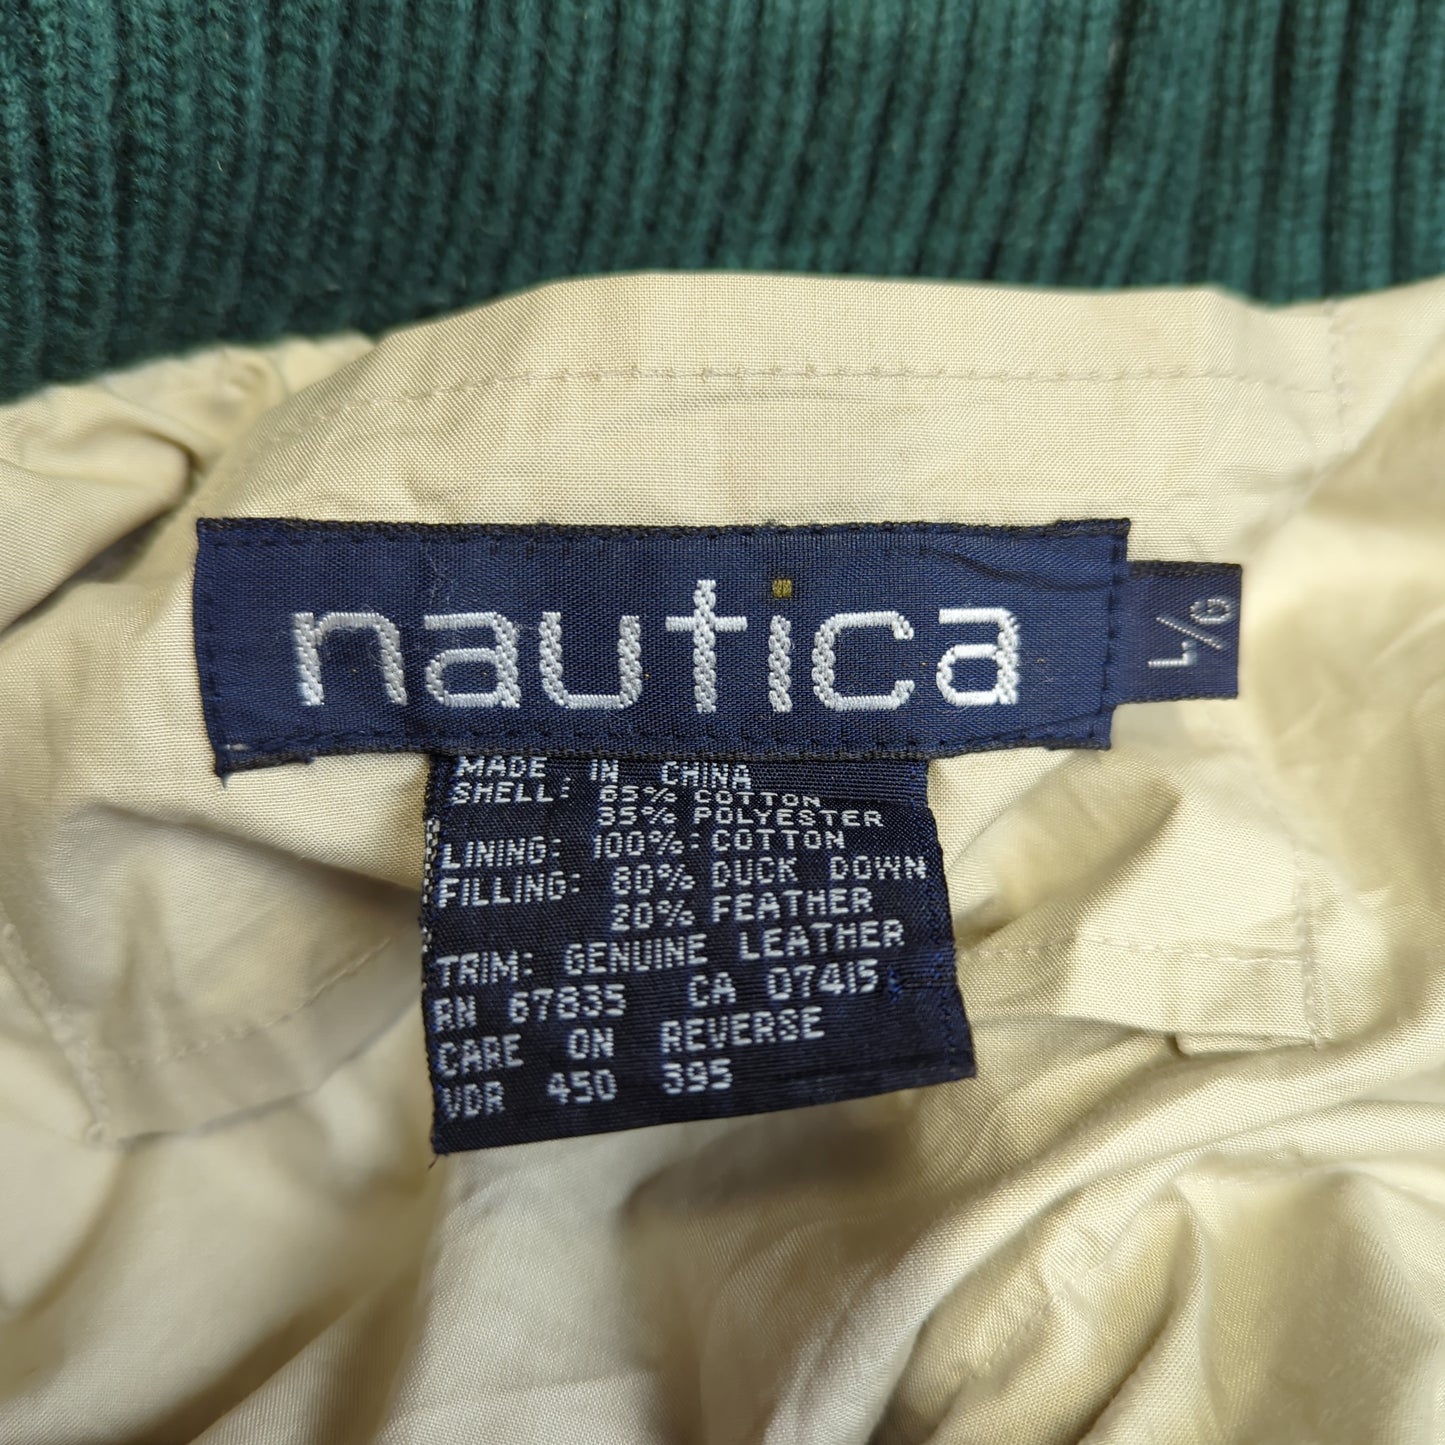 nautica
L/G
MADE IN CHINA
SHELL: 65% COTTON
35% POLYESTER
LINING: 100% COTTON
FILLING: 80% DUCK DOWN
20% FEATHER
TRIM: GENUINE LEATHER
RN 67835 CA 07415
CARE ON REVERSE
VDR 450 395